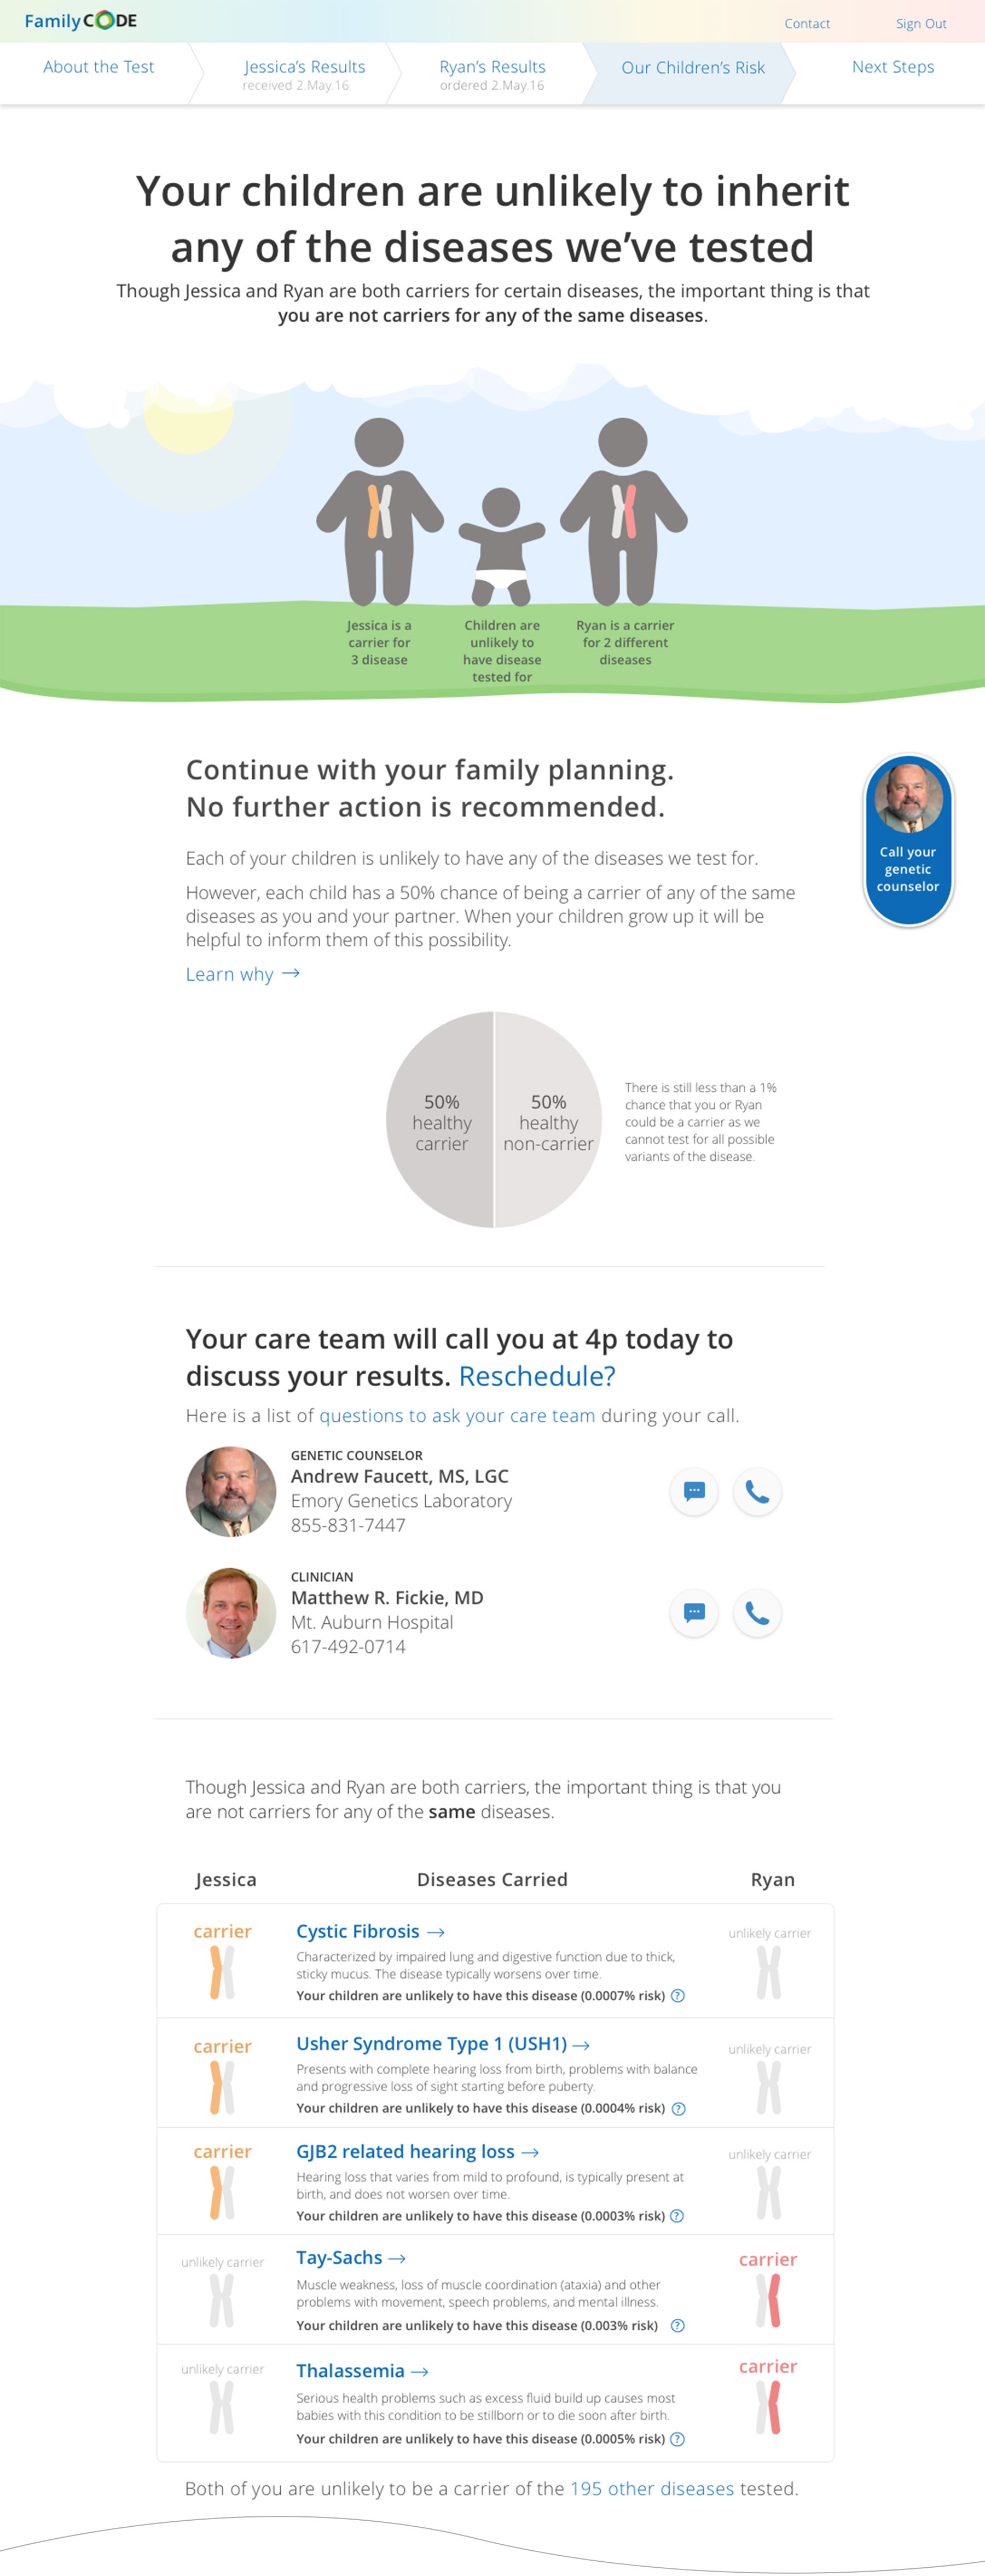 Family CODE
Contact
Sign Out
About the Test
Jessica's Results
received 2.May.16
Ryan's Results
ordered 2.May.16
Our Children's Risk
Next Steps
Your children are unlikely to inherit
any of the diseases we've tested
Though Jessica and Ryan are both carriers for certain diseases, the important thing is that
you are not carriers for any of the same diseases.
Jessica is a
carrier for
3 disease
Children are
unlikely to
have disease
tested for
Ryan is a carrier
for 2 different
diseases
Continue with your family planning.
No further action is recommended.
Call your
genetic
counselor
Each of your children is unlikely to have any of the diseases we test for.
However, each child has a 50% chance of being a carrier of any of the same
diseases as you and your partner. When your children grow up it will be
helpful to inform them of this possibility.
Learn why →
50%
healthy
carrier
50%
healthy
non-carrier
There is still less than a 1%
chance that you or Ryan
could be a carrier as we
cannot test for all possible
variants of the disease.
Your care team will call you at 4p today to
discuss your results. Reschedule?
Here is a list of questions to ask your care team during your call.
GENETIC COUNSELOR
Andrew Faucett, MS, LGC
Emory Genetics Laboratory
855-831-7447
CLINICIAN
Matthew R. Fickie, MD
Mt. Auburn Hospital
617-492-0714
Though Jessica and Ryan are both carriers, the important thing is that you
are not carriers for any of the same diseases.
Jessica
Diseases Carried
Ryan
carrier
Cystic Fibrosis →
Characterized by impaired lung and digestive function due to thick,
sticky mucus. The disease typically worsens over time.
Your children are unlikely to have this disease (0.0007% risk) ?
unlikely carrier
carrier
Usher Syndrome Type 1 (USH1) →
Presents with complete hearing loss from birth, problems with balance
and progressive loss of sight starting before puberty.
Your children are unlikely to have this disease (0.0004% risk) ?
unlikely carrier
carrier
GJB2 related hearing loss →
Hearing loss that varies from mild to profound, is typically present at
birth, and does not worsen over time.
Your children are unlikely to have this disease (0.0003% risk) ?
unlikely carrier
unlikely carrier
Tay-Sachs →
Muscle weakness, loss of muscle coordination (ataxia) and other
problems with movement, speech problems, and mental illness.
Your children are unlikely to have this disease (0.003% risk) ?
carrier
unlikely carrier
Thalassemia →
Serious health problems such as excess fluid build up causes most
babies with this condition to be stillborn or to die soon after birth.
Your children are unlikely to have this disease (0.0005% risk) ?
carrier
Both of you are unlikely to be a carrier of the 195 other diseases tested.